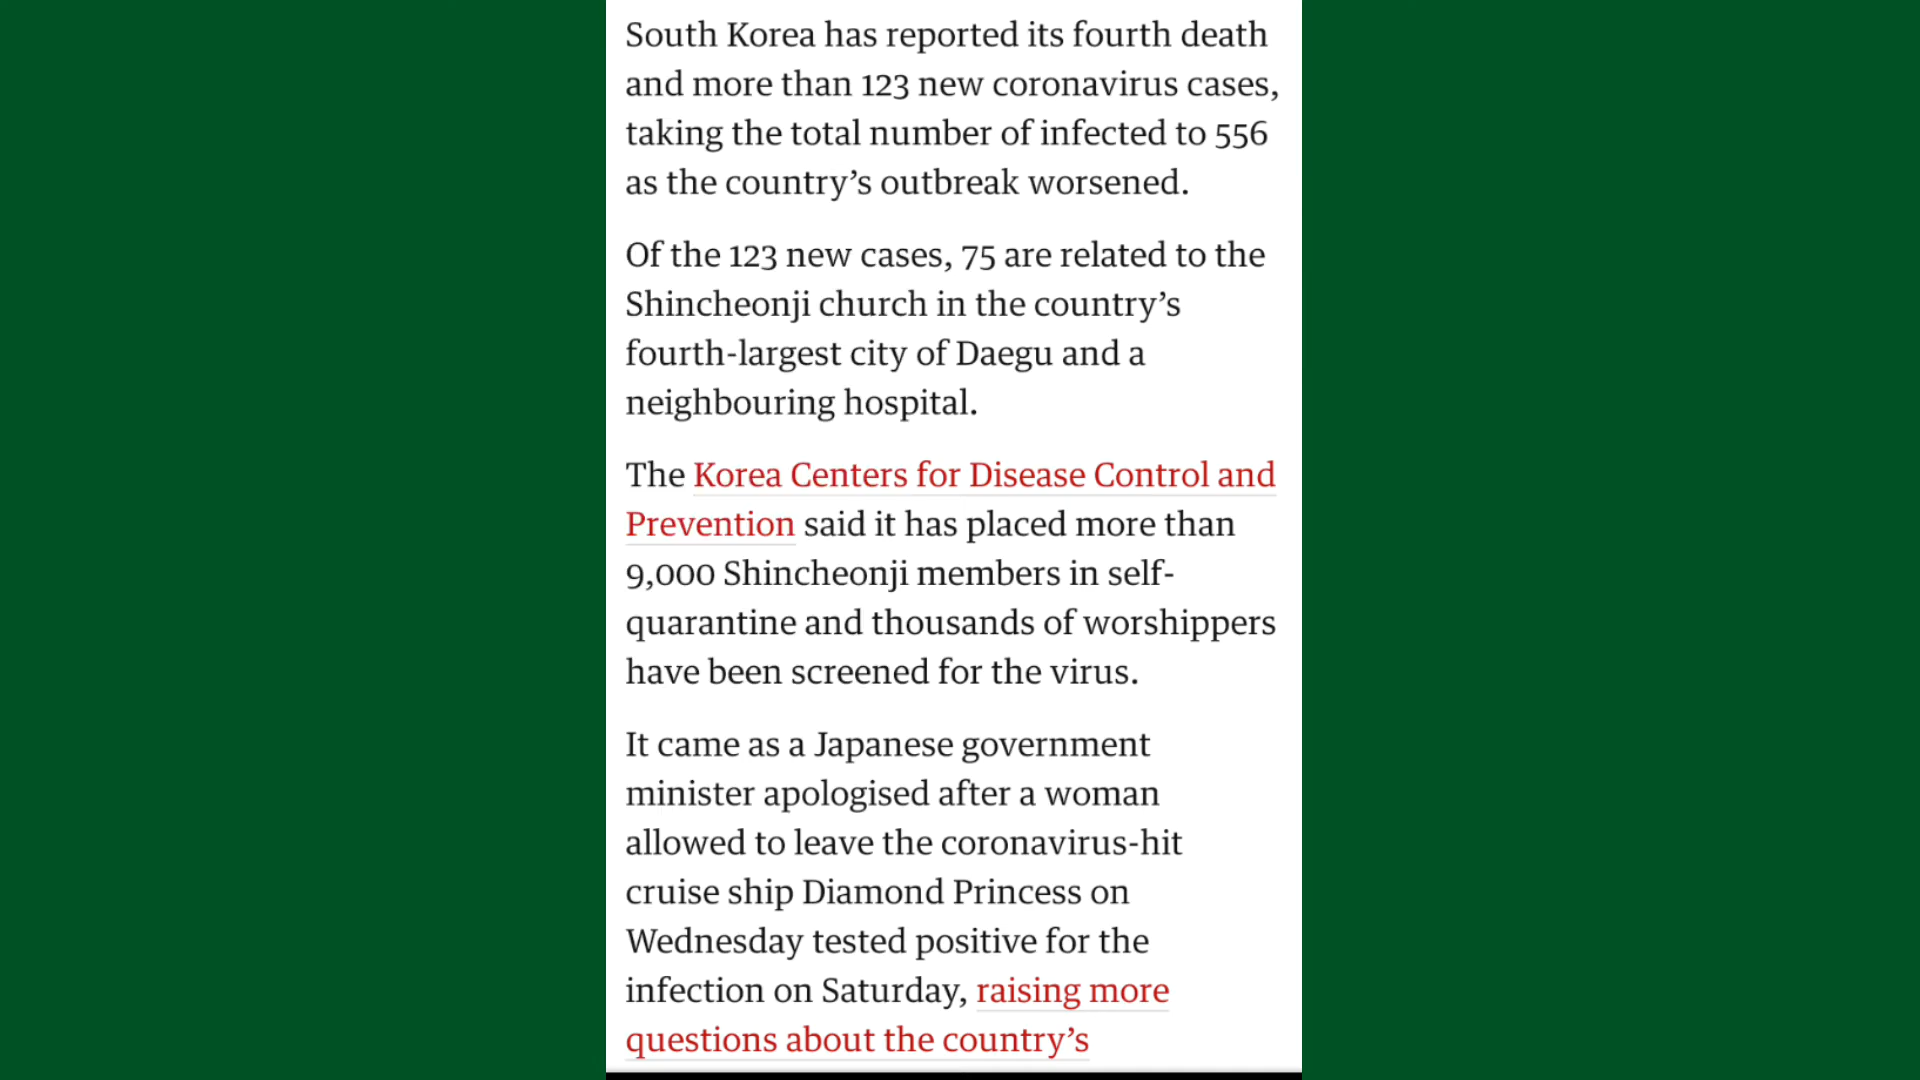 South Korea has reported its fourth death
and more than 123 new coronavirus cases,
taking the total number of infected to 556
as the country’s outbreak worsened.
Of the 123 new cases, 75 are related to the
Shincheonji church in the country’s
fourth-largest city of Daegu and a
neighbouring hospital.
The Korea Centers for Disease Control and
Prevention said it has placed more than
9,000 Shincheonji members in self-
quarantine and thousands of worshippers
have been screened for the virus.
It came as a Japanese government
minister apologised after a woman
allowed to leave the coronavirus-hit
cruise ship Diamond Princess on
Wednesday tested positive for the
infection on Saturday, raising more
questions about the country’s